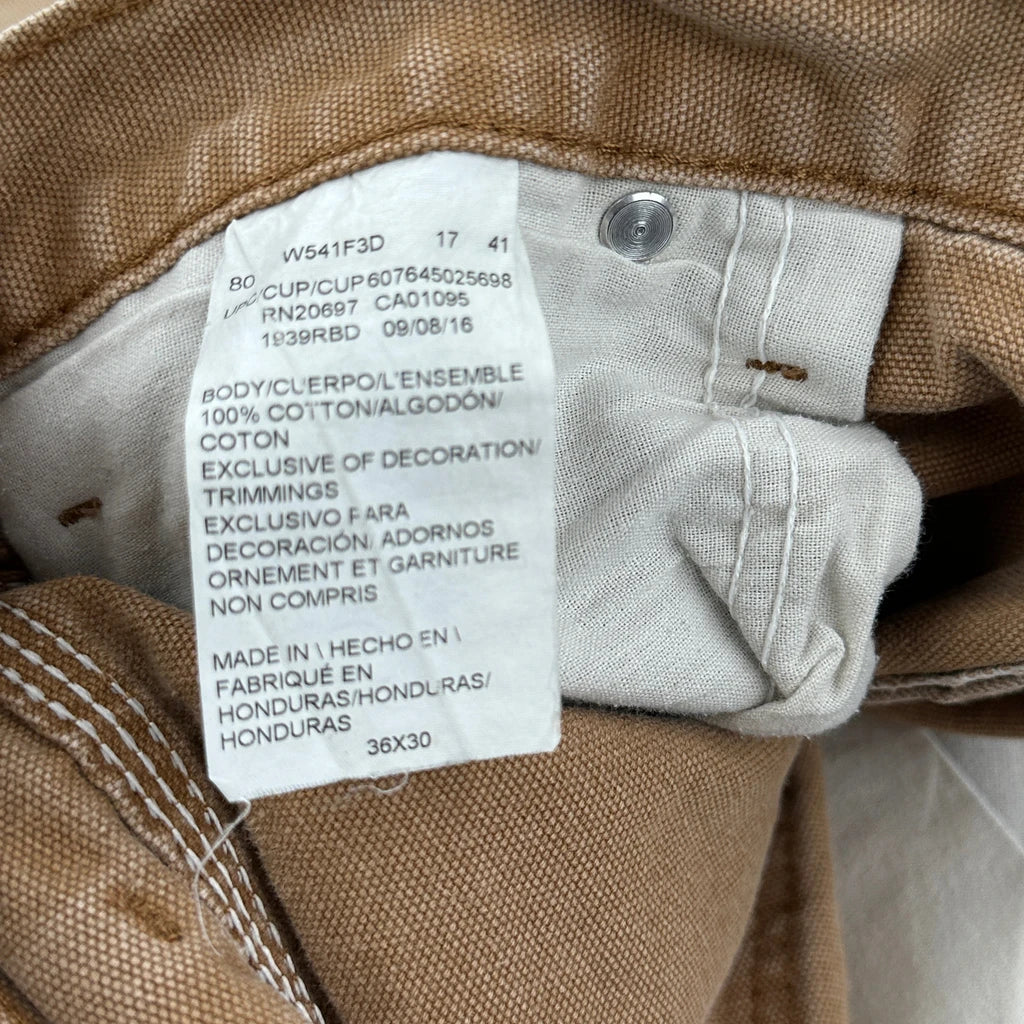 W541F3D 17 41
80
UPC/CUP/CUP607645025698
RN20697 CA01095
1939RBD 09/08/16
BODY/CUERPO/L'ENSEMBLE
100% COTTON/ALGODÓN/
COTON
EXCLUSIVE OF DECORATION/
TRIMMINGS
EXCLUSIVO PARA
DECORACIÓN, ADORNOS
ORNEMENT ET GARNITURE
NON COMPRIS
MADE IN \ HECHO EN \
FABRIQUÉ EN
HONDURAS/HONDURAS/
HONDURAS
36X30